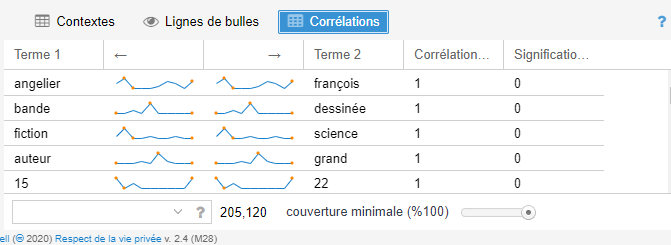 Contextes Lignes de bulles Corrélations ?
Terme 1 ← → Terme 2 Corrélation... Significatio...
angelier françois 1 0
bande dessinée 1 0
fiction science 1 0
auteur grand 1 0
15 22 1 0
? 205,120 couverture minimale (%100)
ell (© 2020) Respect de la vie privée v. 2.4 (M28)